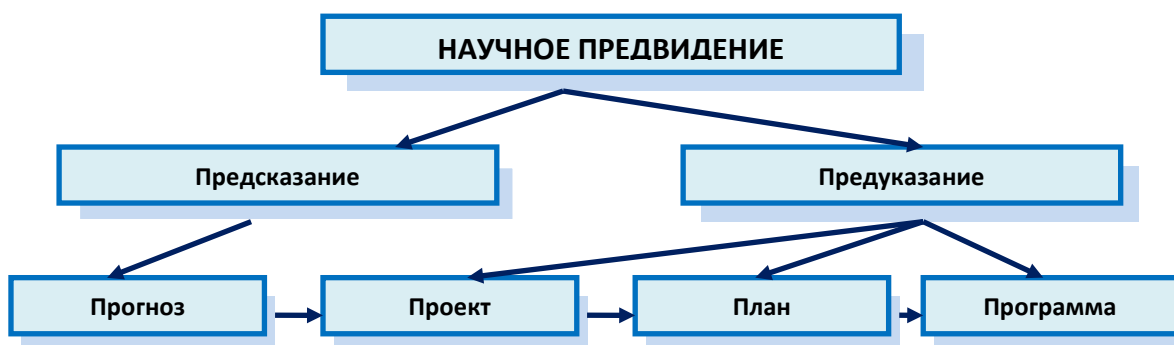 НАУЧНОЕ ПРЕДВИДЕНИЕ
Предсказание
Предуказание
Прогноз
Проект
План
Программа